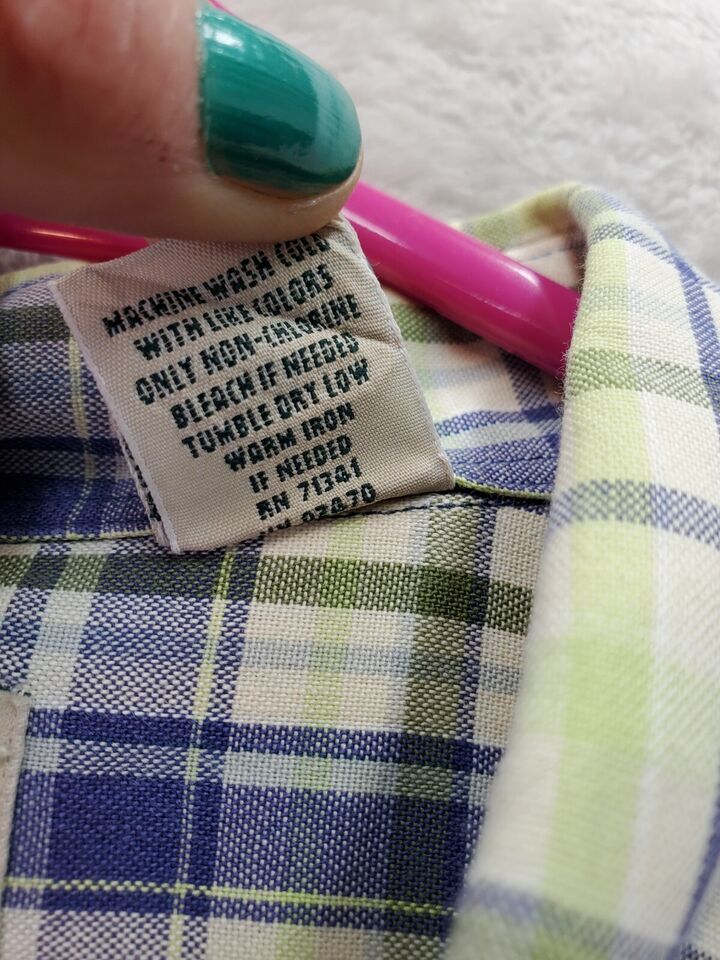 MACHINE WASH COLD
WITH LIKE COLORS
ONLY NON-CHLORINE
BLEACH IF NEEDED
TUMBLE DRY LOW
WARM IRON
IF NEEDED
RN 71341